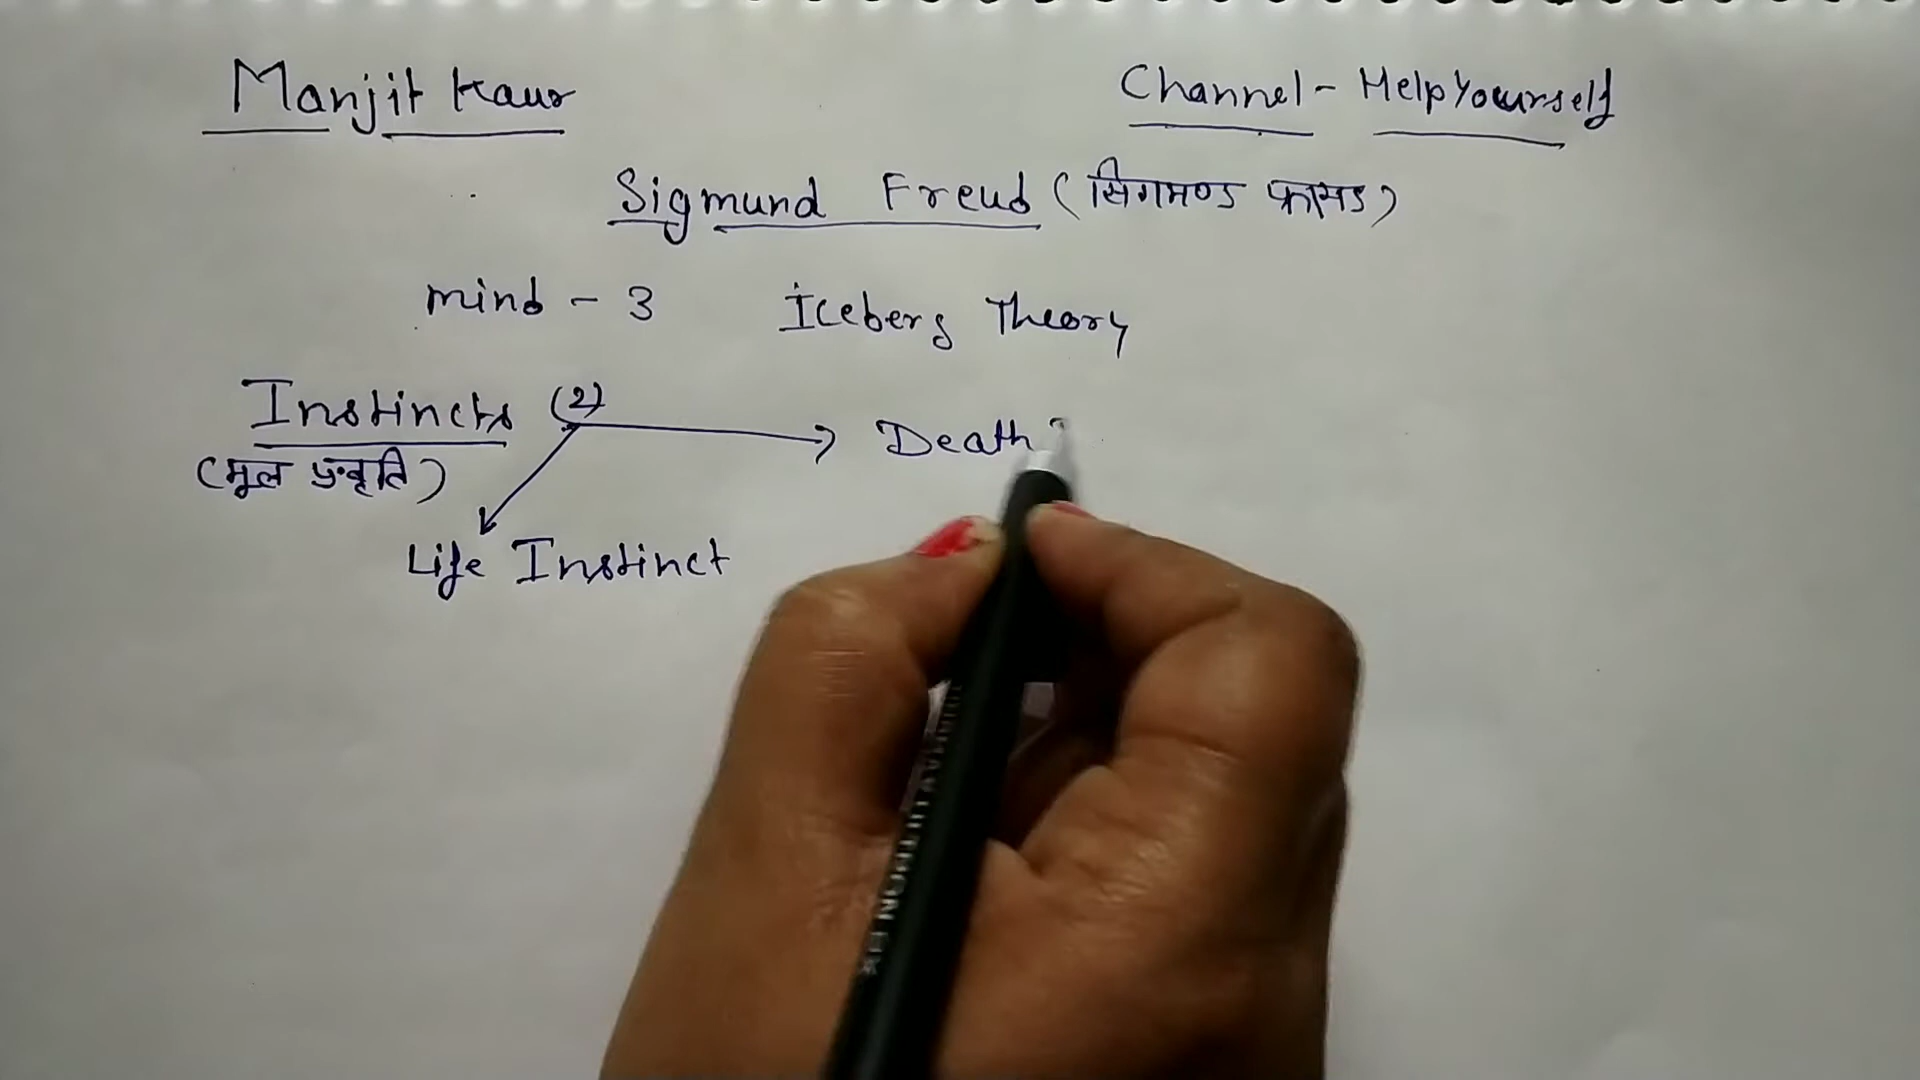 Manjit Kaur
Channel - HelpYourself
Sigmund Freud (सिगमण्ड फ्रायड)
mind - 3 Iceberg Theory
Instincts (2)
Death
(मूल प्रवृति)
Life Instinct